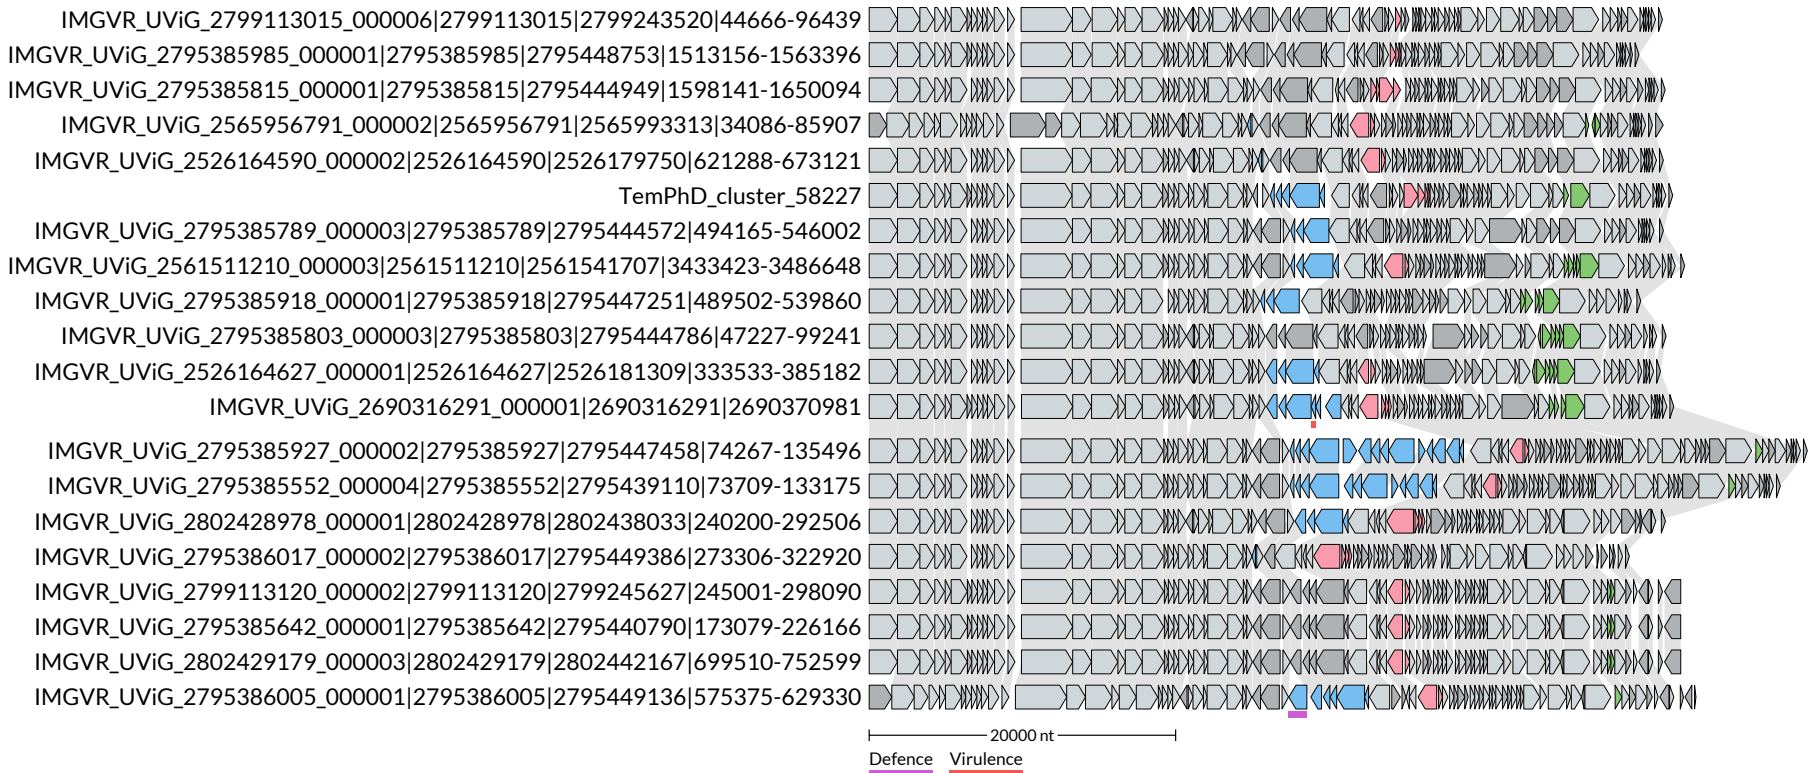 IMGVR_UViG_2799113015_000006|2799113015|2799243520|44666-96439
IMGVR_UViG_2795385985_000001|2795385985|2795448753|1513156-1563396
IMGVR_UViG_2795385815_000001|2795385815|2795444949|1598141-1650094
IMGVR_UViG_2565956791_000002|2565956791|2565993313|34086-85907
IMGVR_UViG_2526164590_000002|2526164590|2526179750|621288-673121
TemPhD_cluster_58227
IMGVR_UViG_2795385789_000003|2795385789|2795444572|494165-546002
IMGVR_UViG_2561511210_000003|2561511210|2561541707|3433423-3486648
IMGVR_UViG_2795385918_000001|2795385918|2795447251|489502-539860
IMGVR_UViG_2795385803_000003|2795385803|2795444786|47227-99241
IMGVR_UViG_2526164627_000001|2526164627|2526181309|333533-385182
IMGVR_UViG_2690316291_000001|2690316291|2690370981
IMGVR_UViG_2795385927_000002|2795385927|2795447458|74267-135496
IMGVR_UViG_2795385552_000004|2795385552|2795439110|73709-133175
IMGVR_UViG_2802428978_000001|2802428978|2802438033|240200-292506
IMGVR_UViG_2795386017_000002|2795386017|2795449386|273306-322920
IMGVR_UViG_2799113120_000002|2799113120|2799245627|245001-298090
IMGVR_UViG_2795385642_000001|2795385642|2795440790|173079-226166
IMGVR_UViG_2802429179_000003|2802429179|2802442167|699510-752599
IMGVR_UViG_2795386005_000001|2795386005|2795449136|575375-629330
20000 nt
Defence Virulence